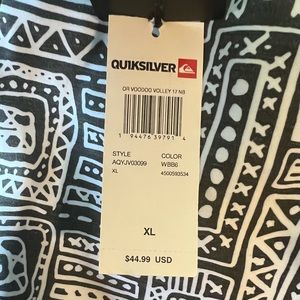 QUIKSILVER
OR VOODOO VOLLEY 17 NB
1 94476 39791 4
STYLE COLOR
AQYJV03099 WBB6
XL 4500593534
XL
$44.99 USD